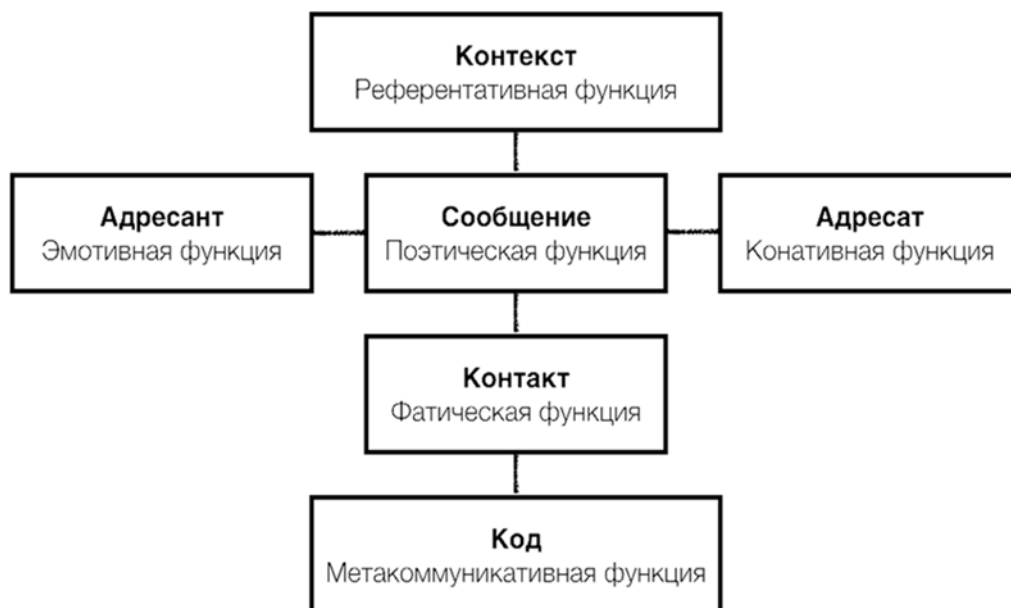 Контекст
Референтативная функция
Адресант
Эмотивная функция
Сообщение
Поэтическая функция
Адресат
Конативная функция
Контакт
Фатическая функция
Код
Метакоммуникативная функция